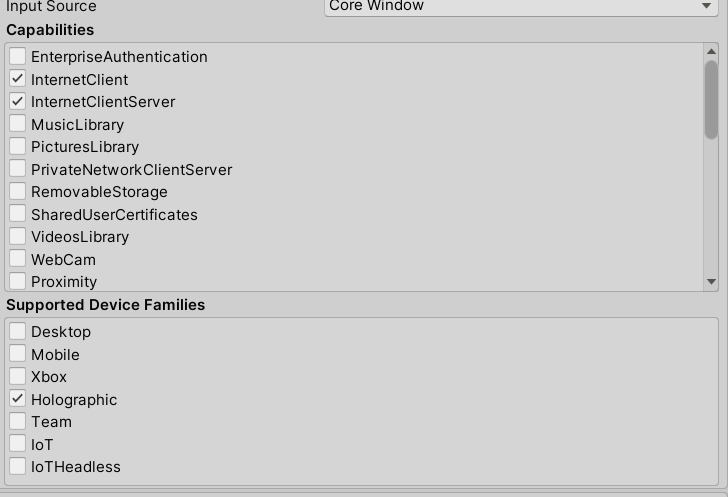 Input Source Core Window
Capabilities
EnterpriseAuthentication
InternetClient
InternetClientServer
MusicLibrary
PicturesLibrary
PrivateNetworkClientServer
RemovableStorage
SharedUserCertificates
VideosLibrary
WebCam
Proximity
Supported Device Families
Desktop
Mobile
Xbox
Holographic
Team
IoT
IoTHeadless